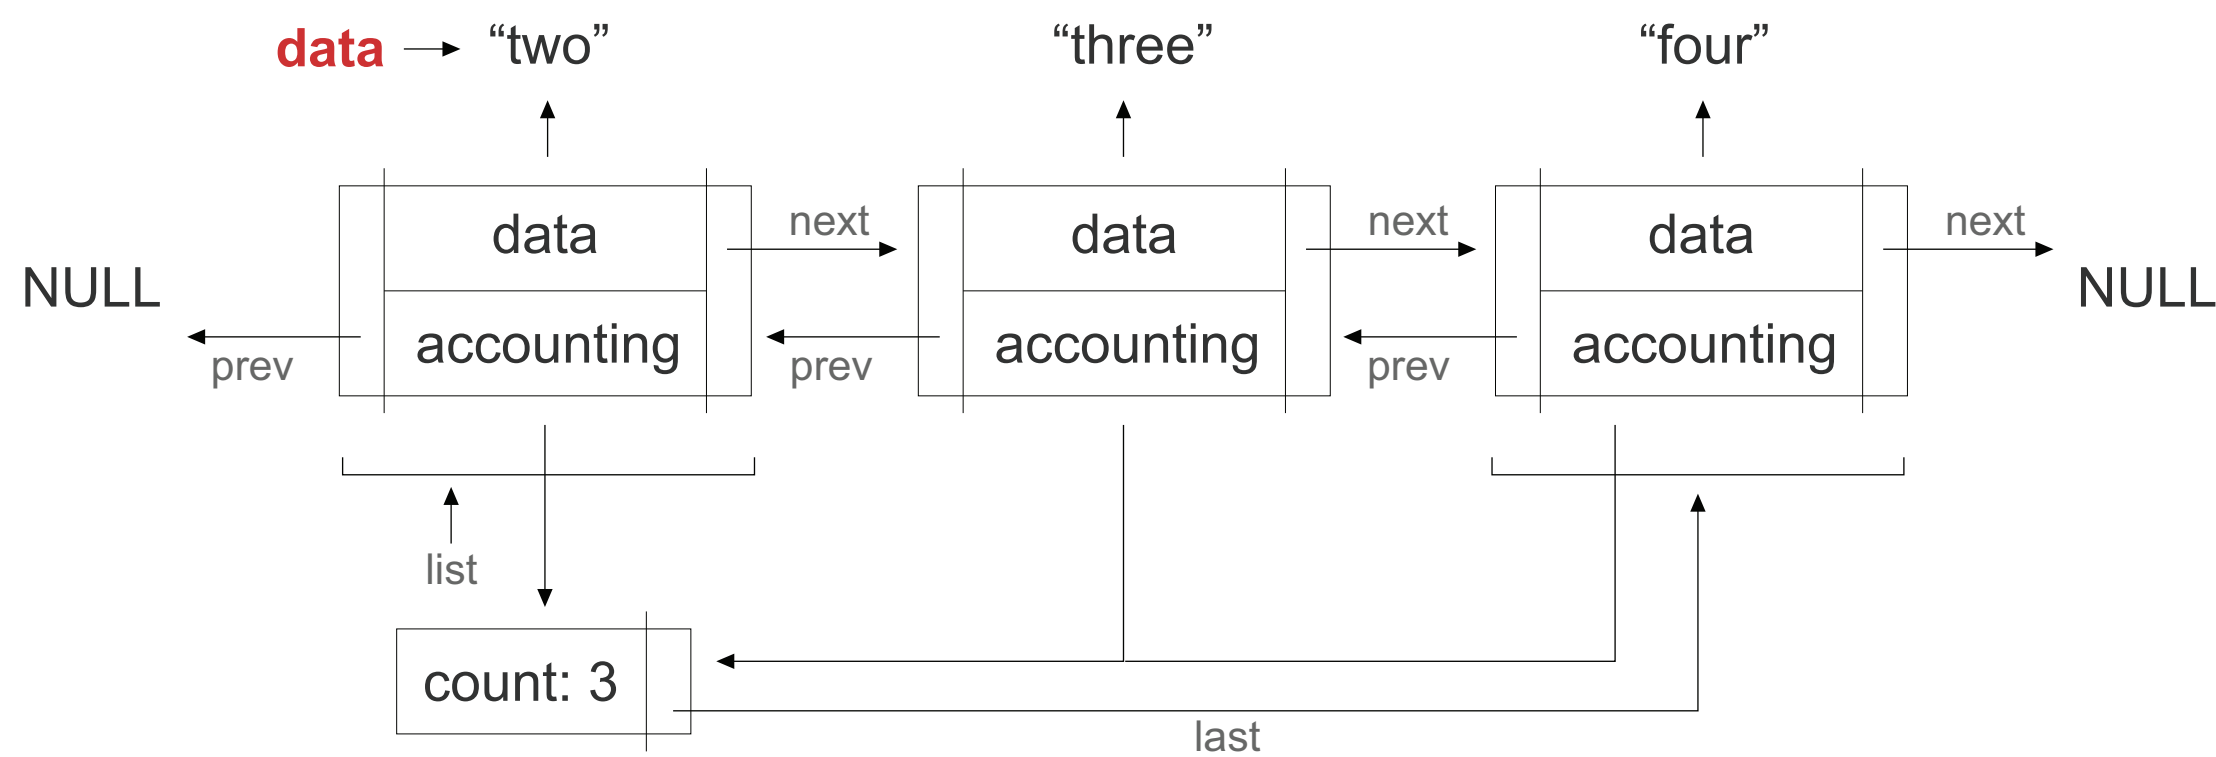 data “two” “three” “four”
data next data next data next
NULL NULL
accounting accounting accounting
prev prev prev
list
count: 3
last